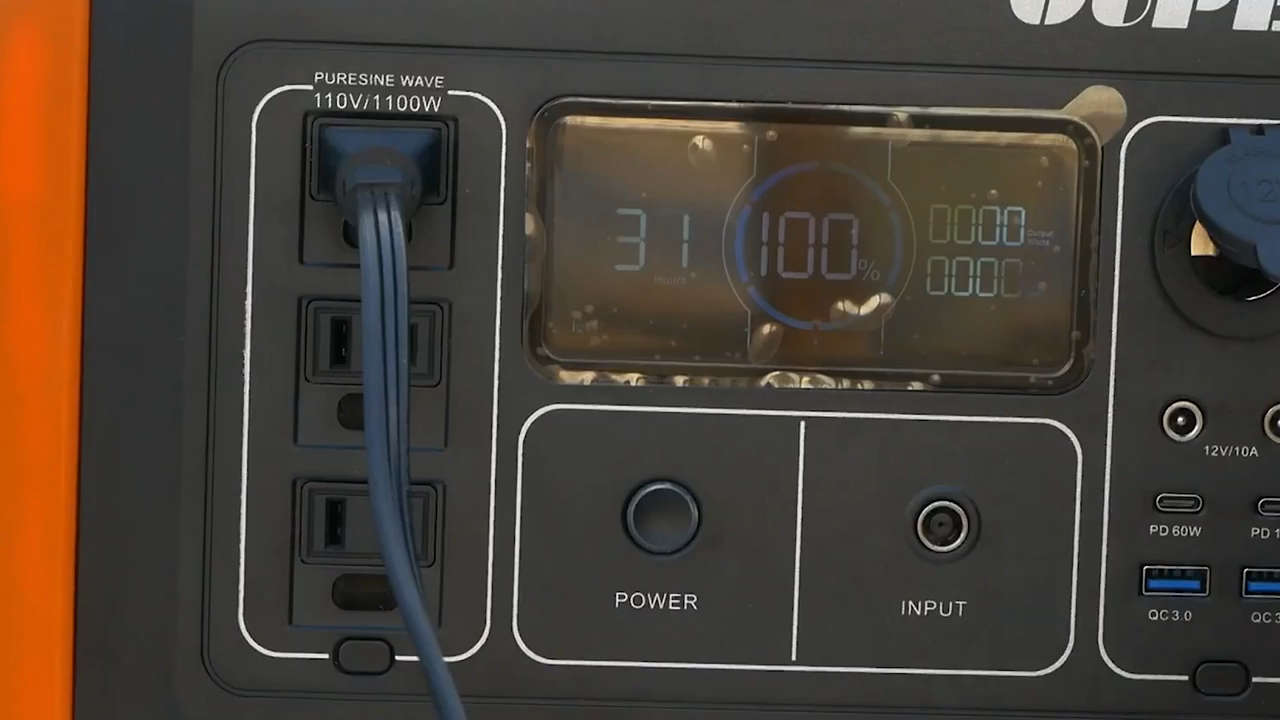 PURESINE WAVE
110V/1100W
31
Hours
100%
0000
Output
Watts
0000
12V/10A
PD 60W
QC 3.0
POWER
INPUT